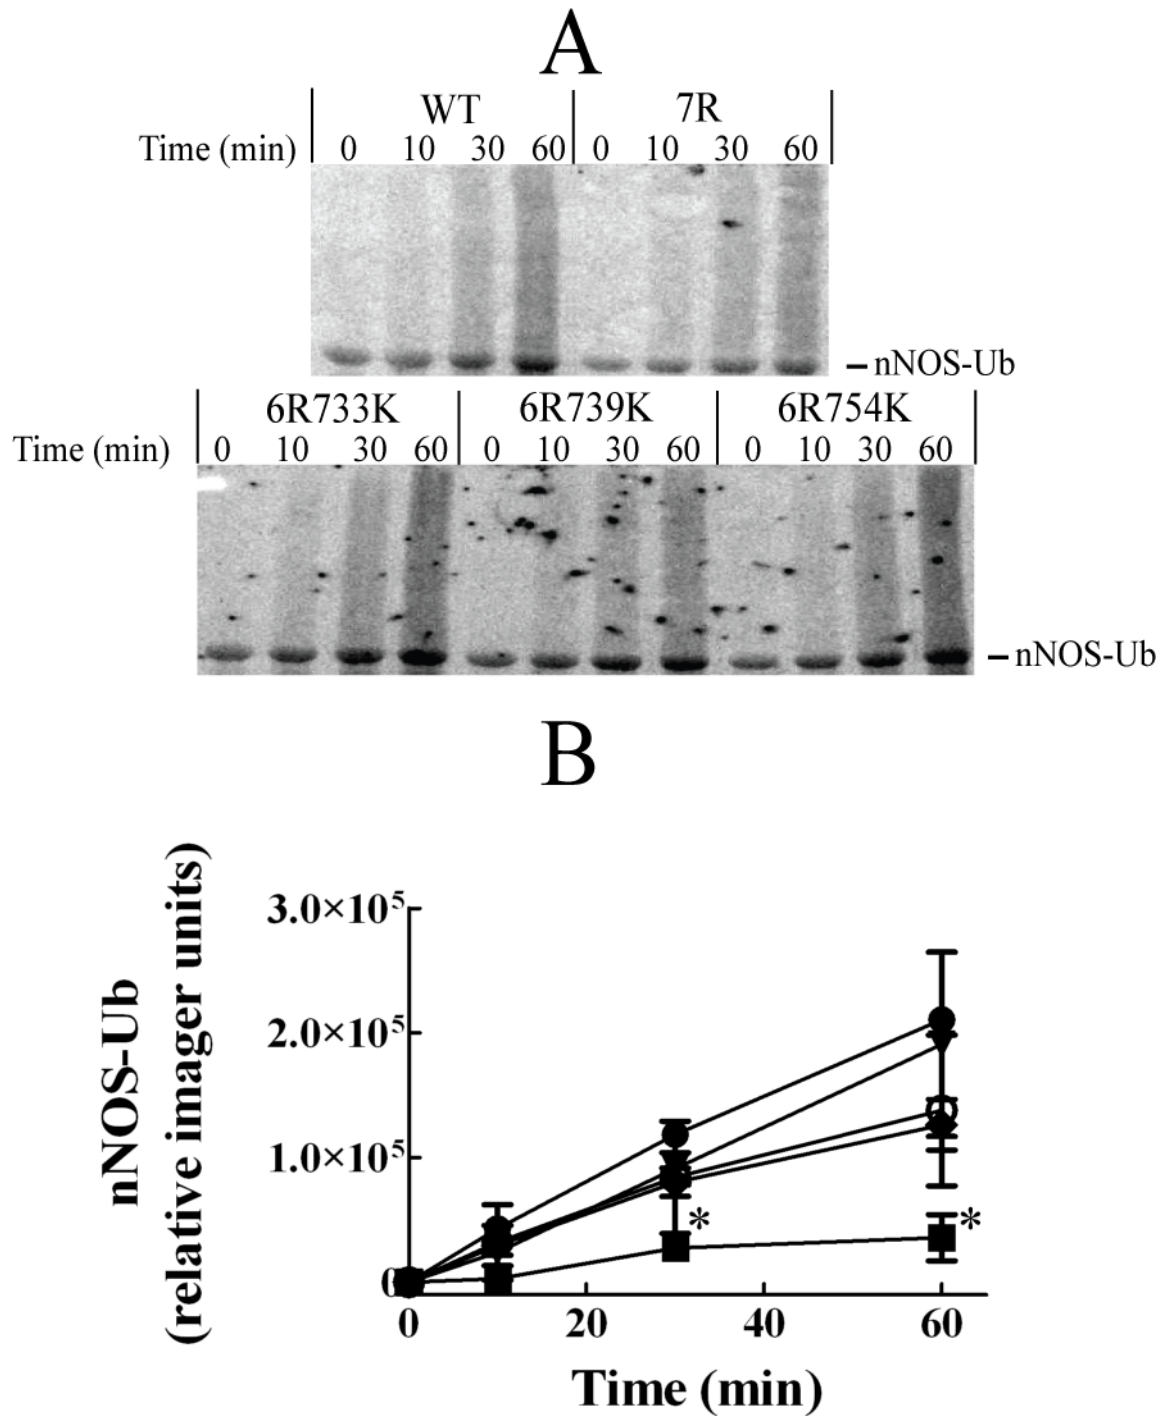 A
WT 7R
Time (min) 0 10 30 60 0 10 30 60
nNOS-Ub
6R733K 6R739K 6R754K
Time (min) 0 10 30 60 0 10 30 60 0 10 30 60
nNOS-Ub
B
nNOS-Ub
(relative imager units)
3.0×10⁵
2.0×10⁵
1.0×10⁵
0
*
*
0 20 40 60
Time (min)